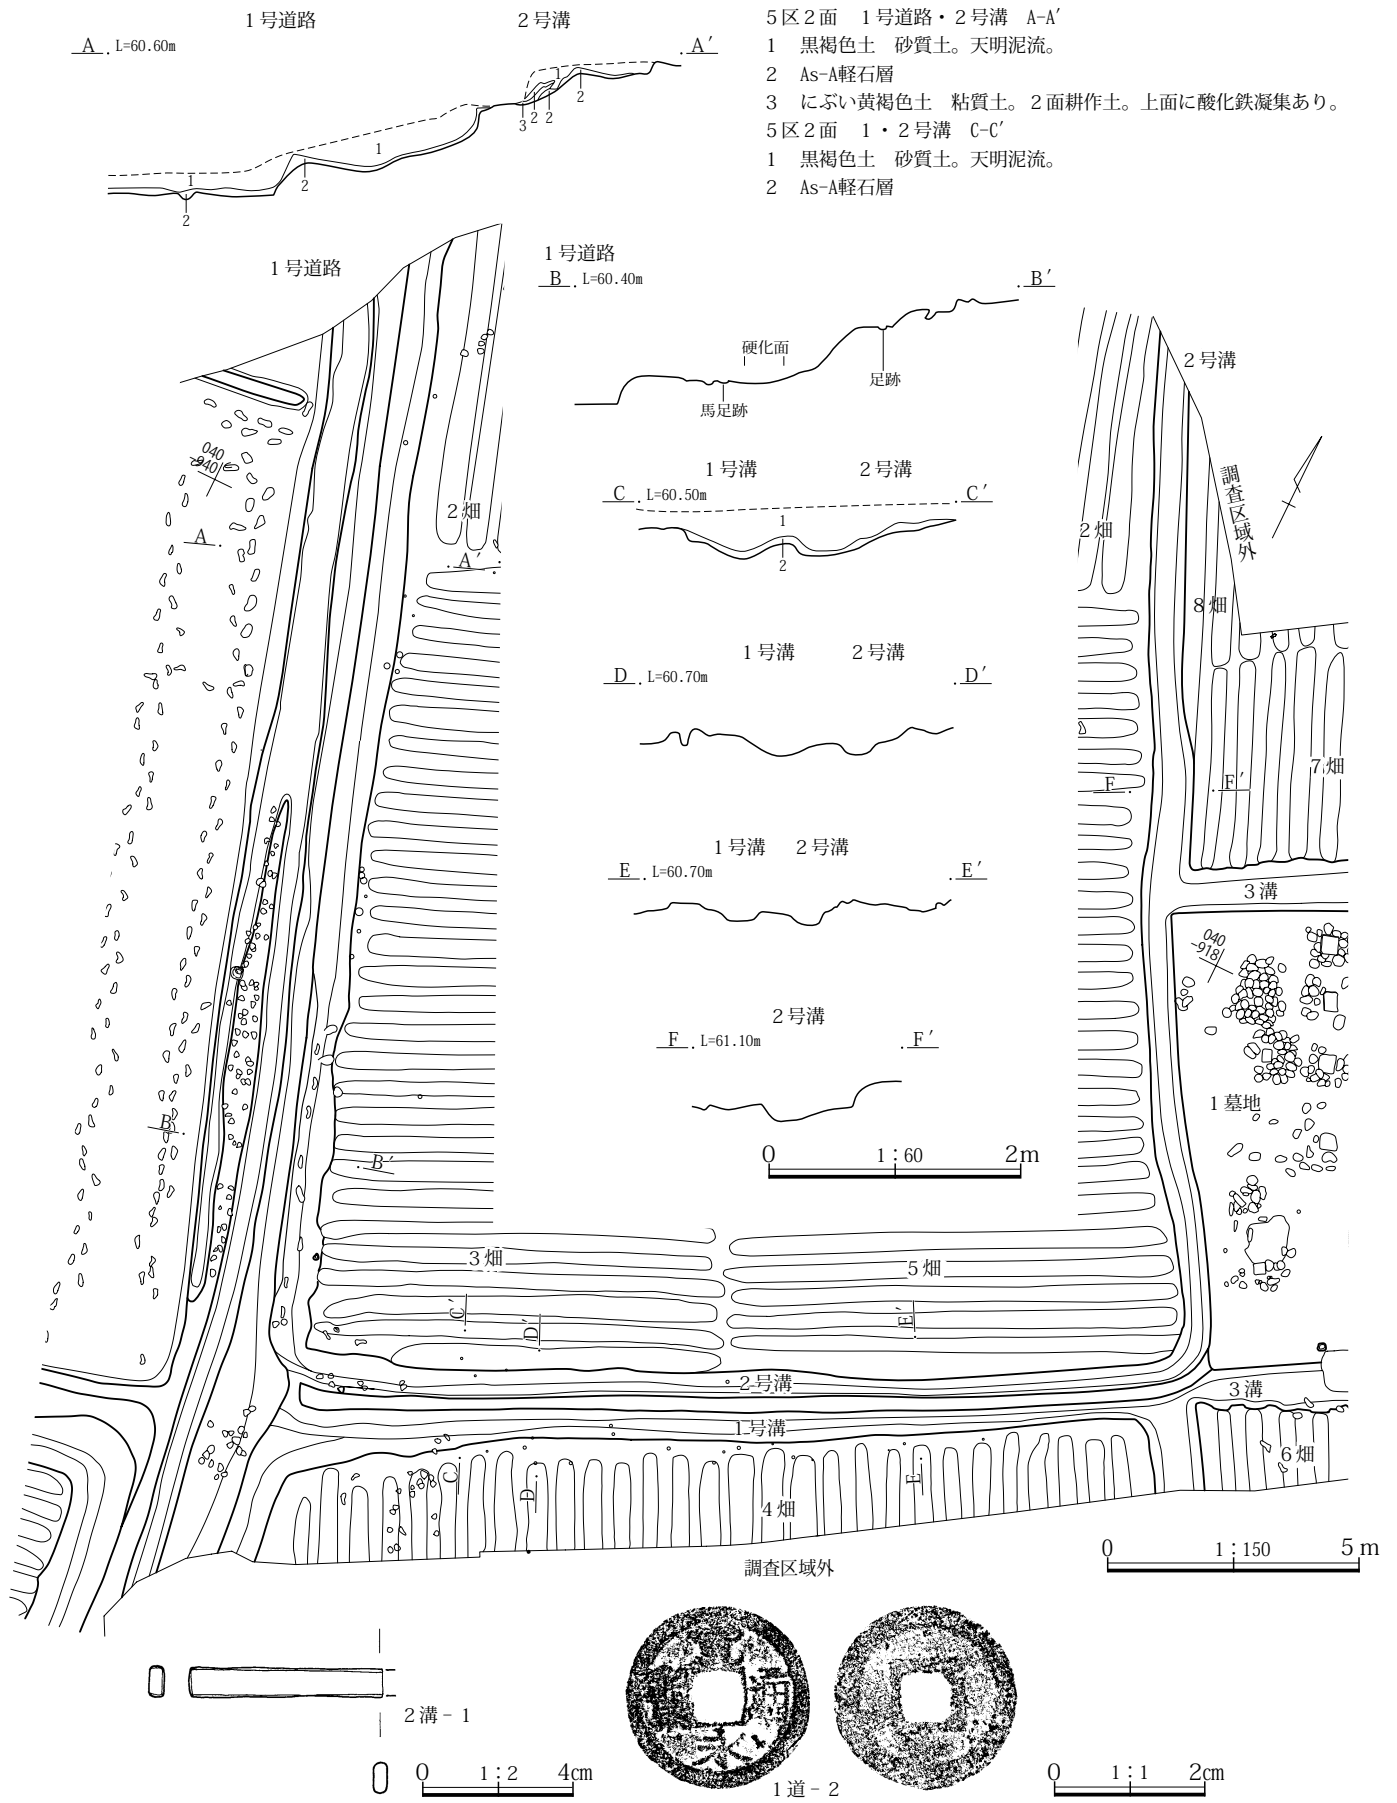 1号道路
2号溝
A
L=60.60m
A′
1
2
1
2
1
3
2
2
2
5区2面　1号道路・2号溝　A-A′
1　黒褐色土　砂質土。天明泥流。
2　As-A軽石層
3　にぶい黄褐色土　粘質土。2面耕作土。上面に酸化鉄凝集あり。
5区2面　1・2号溝　C-C′
1　黒褐色土　砂質土。天明泥流。
2　As-A軽石層
1号道路
1号道路
B
L=60.40m
B′
硬化面
馬足跡
足跡
2号溝
調査区域外
040
-940
A
A′
2畑
1号溝
2号溝
C
L=60.50m
C′
1
2
2畑
8畑
1号溝
2号溝
D
L=60.70m
D′
F
F′
7畑
1号溝
2号溝
E
L=60.70m
E′
3溝
040
-918
2号溝
F
L=61.10m
F′
1墓地
B
B′
0
1:60
2m
3畑
5畑
C′
D′
E′
2号溝
3溝
1号溝
6畑
C
D
E
4畑
調査区域外
0
1:150
5m
2溝-1
0
1:2
4cm
1道-2
0
1:1
2cm